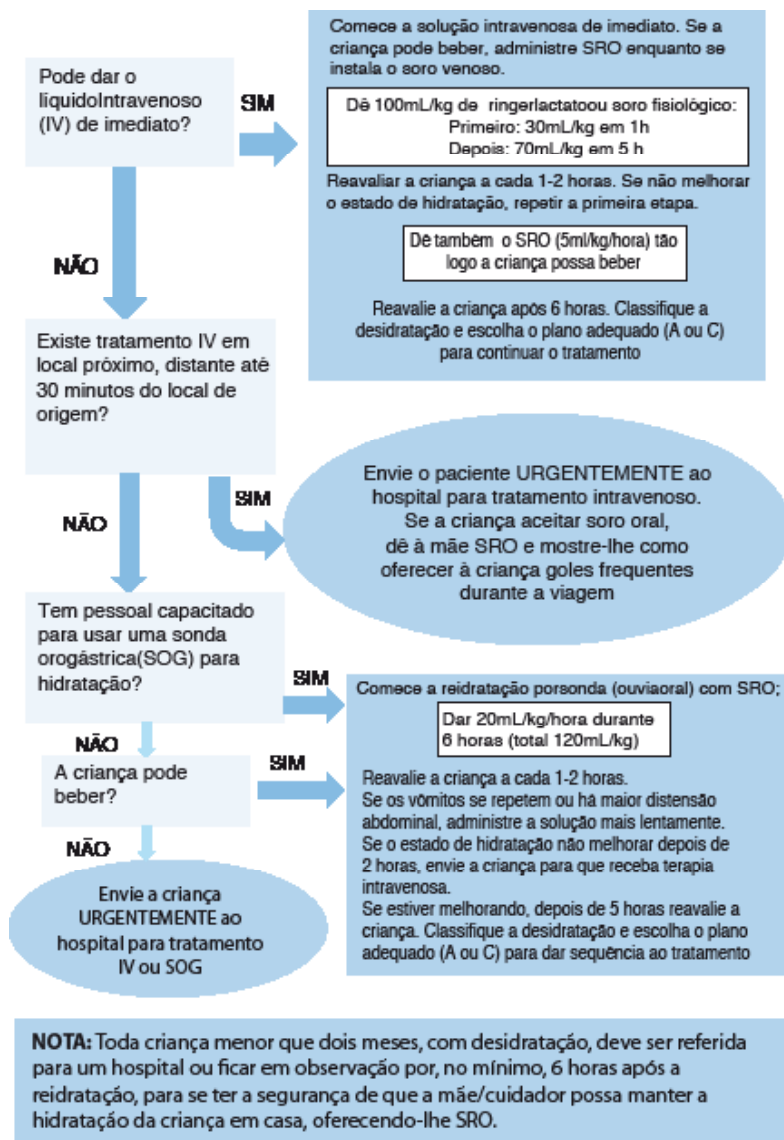 Pode dar o
líquidoIntravenoso
(IV) de imediato?
SIM
Comece a solução intravenosa de imediato. Se a
criança pode beber, administre SRO enquanto se
instala o soro venoso.
Dê 100mL/kg de ringerlactatoou soro fisiológico:
Primeiro: 30mL/kg em 1h
Depois: 70mL/kg em 5 h
Reavaliar a criança a cada 1-2 horas. Se não melhorar
o estado de hidratação, repetir a primeira etapa.
Dê também o SRO (5ml/kg/hora) tão
logo a criança possa beber
Reavalie a criança após 6 horas. Classifique a
desidratação e escolha o plano adequado (A ou C)
para continuar o tratamento
NÃO
Existe tratamento IV em
local próximo, distante até
30 minutos do local de
origem?
SIM
Envie o paciente URGENTEMENTE ao
hospital para tratamento intravenoso.
Se a criança aceitar soro oral,
dê à mãe SRO e mostre-lhe como
oferecer à criança goles frequentes
durante a viagem
NÃO
Tem pessoal capacitado
para usar uma sonda
orogástrica(SOG) para
hidratação?
SIM
Comece a reidratação porsonda (ouviaoral) com SRO;
Dar 20mL/kg/hora durante
6 horas (total 120mL/kg)
Reavalie a criança a cada 1-2 horas.
Se os vômitos se repetem ou há maior distensão
abdominal, administre a solução mais lentamente.
Se o estado de hidratação não melhorar depois de
2 horas, envie a criança para que receba terapia
intravenosa.
Se estiver melhorando, depois de 5 horas reavalie a
criança. Classifique a desidratação e escolha o plano
adequado (A ou C) para dar sequência ao tratamento
NÃO
A criança pode
beber?
SIM
NÃO
Envie a criança
URGENTEMENTE ao
hospital para tratamento
IV ou SOG
NOTA: Toda criança menor que dois meses, com desidratação, deve ser referida
para um hospital ou ficar em observação por, no mínimo, 6 horas após a
reidratação, para se ter a segurança de que a mãe/cuidador possa manter a
hidratação da criança em casa, oferecendo-lhe SRO.